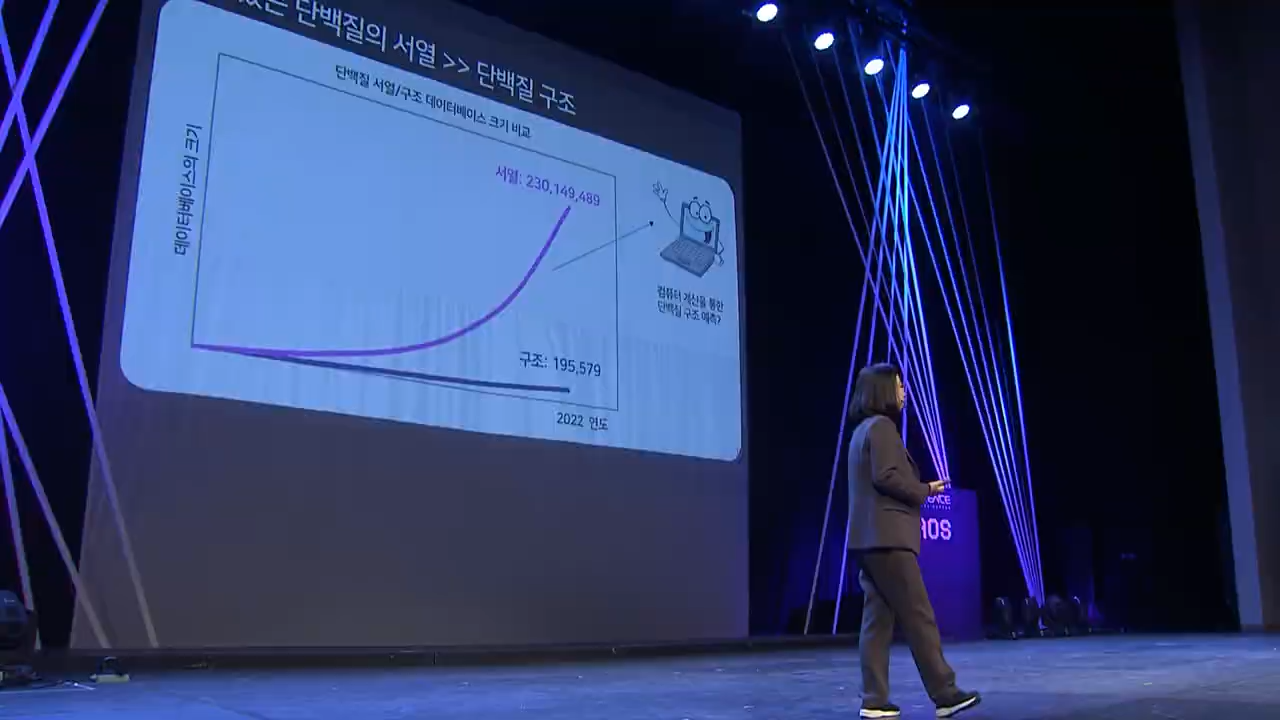 단백질의 서열 >> 단백질 구조
단백질 서열/구조 데이터베이스 크기 비교
데이터베이스의 크기
서열: 230,149,489
컴퓨터 계산을 통한
단백질 구조 예측?
구조: 195,579
2022 연도